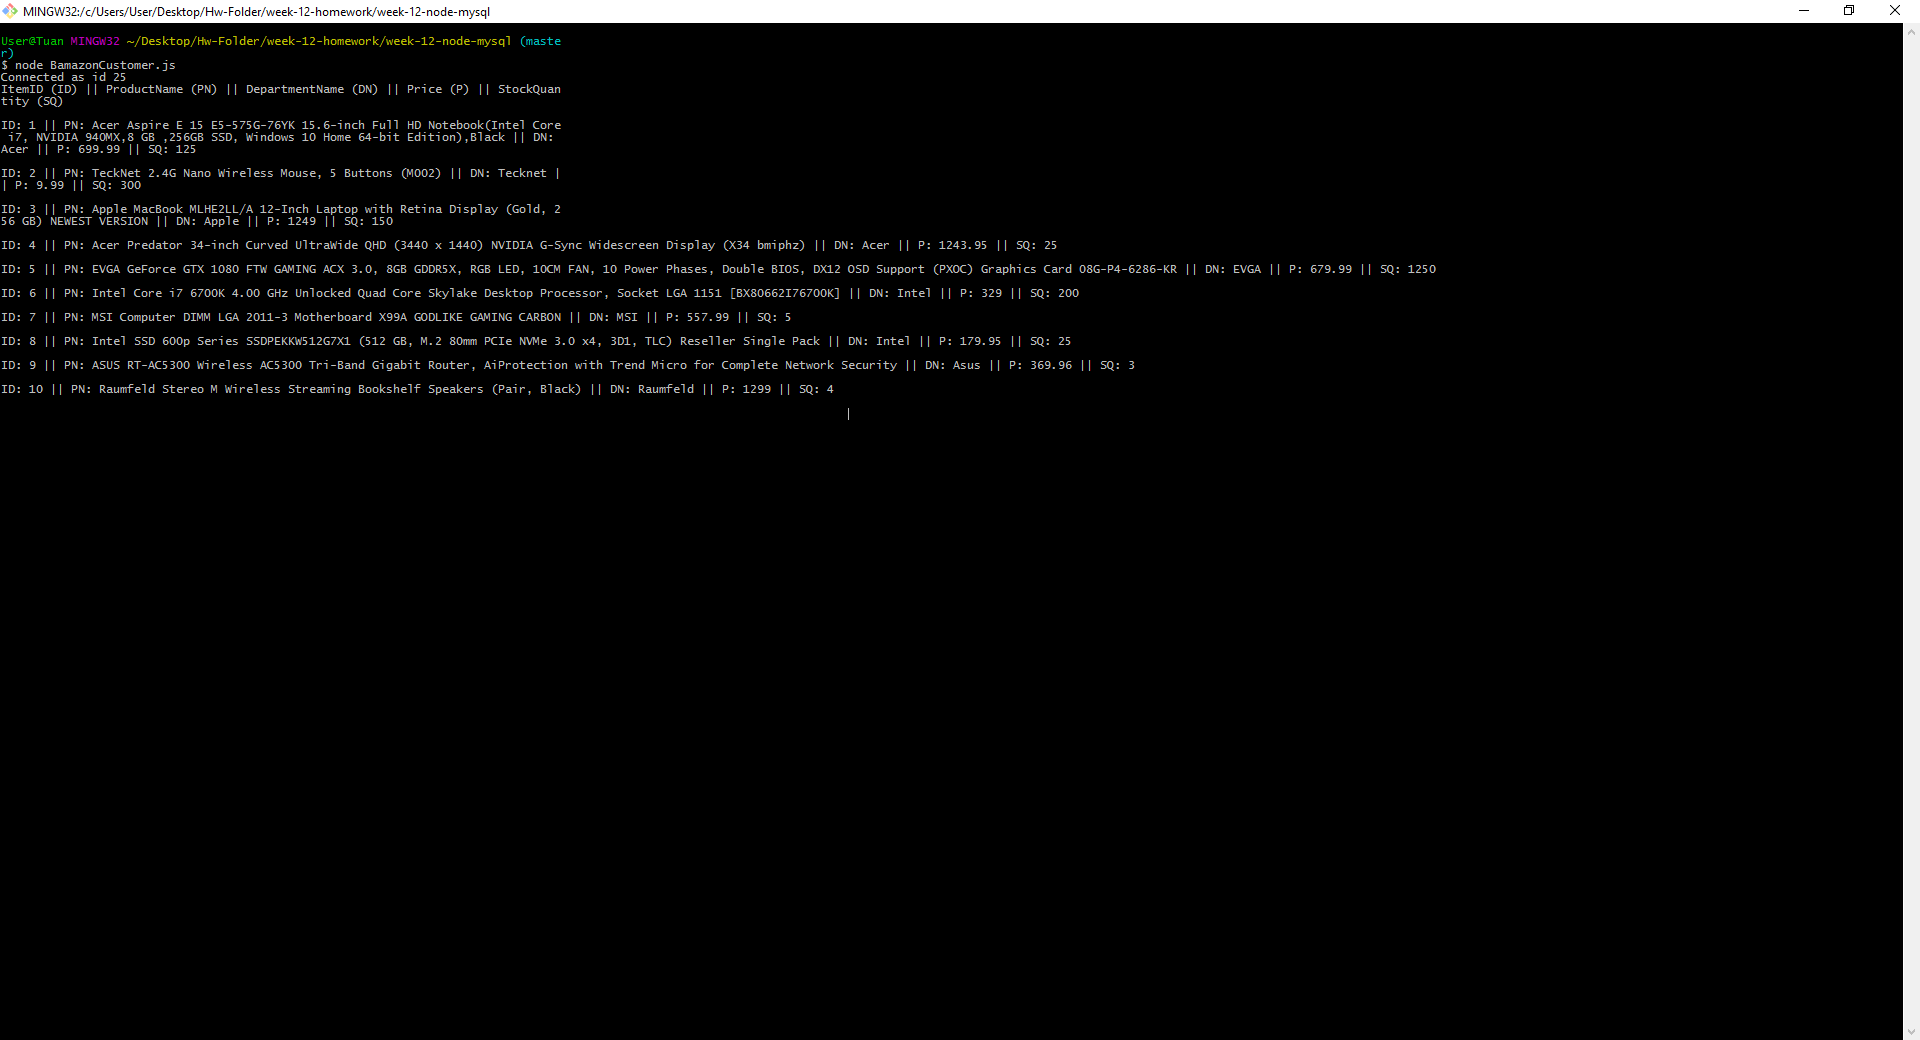 MINGW32:/c/Users/User/Desktop/Hw-Folder/week-12-homework/week-12-node-mysql
User@Tuan MINGW32 ~/Desktop/Hw-Folder/week-12-homework/week-12-node-mysql (maste
r)
$ node BamazonCustomer.js
Connected as id 25
ItemID (ID) || ProductName (PN) || DepartmentName (DN) || Price (P) || StockQuan
tity (SQ)
ID: 1 || PN: Acer Aspire E 15 E5-575G-76YK 15.6-inch Full HD Notebook(Intel Core
i7, NVIDIA 940MX,8 GB ,256GB SSD, Windows 10 Home 64-bit Edition),Black || DN:
Acer || P: 699.99 || SQ: 125
ID: 2 || PN: TeckNet 2.4G Nano Wireless Mouse, 5 Buttons (M002) || DN: Tecknet |
| P: 9.99 || SQ: 300
ID: 3 || PN: Apple MacBook MLHE2LL/A 12-Inch Laptop with Retina Display (Gold, 2
56 GB) NEWEST VERSION || DN: Apple || P: 1249 || SQ: 150
ID: 4 || PN: Acer Predator 34-inch Curved UltraWide QHD (3440 x 1440) NVIDIA G-Sync Widescreen Display (X34 bmiphz) || DN: Acer || P: 1243.95 || SQ: 25
ID: 5 || PN: EVGA GeForce GTX 1080 FTW GAMING ACX 3.0, 8GB GDDR5X, RGB LED, 10CM FAN, 10 Power Phases, Double BIOS, DX12 OSD Support (PXOC) Graphics Card 08G-P4-6286-KR || DN: EVGA || P: 679.99 || SQ: 1250
ID: 6 || PN: Intel Core i7 6700K 4.00 GHz Unlocked Quad Core Skylake Desktop Processor, Socket LGA 1151 [BX80662I76700K] || DN: Intel || P: 329 || SQ: 200
ID: 7 || PN: MSI Computer DIMM LGA 2011-3 Motherboard X99A GODLIKE GAMING CARBON || DN: MSI || P: 557.99 || SQ: 5
ID: 8 || PN: Intel SSD 600p Series SSDPEKKW512G7X1 (512 GB, M.2 80mm PCIe NVMe 3.0 x4, 3D1, TLC) Reseller Single Pack || DN: Intel || P: 179.95 || SQ: 25
ID: 9 || PN: ASUS RT-AC5300 Wireless AC5300 Tri-Band Gigabit Router, AiProtection with Trend Micro for Complete Network Security || DN: Asus || P: 369.96 || SQ: 3
ID: 10 || PN: Raumfeld Stereo M Wireless Streaming Bookshelf Speakers (Pair, Black) || DN: Raumfeld || P: 1299 || SQ: 4